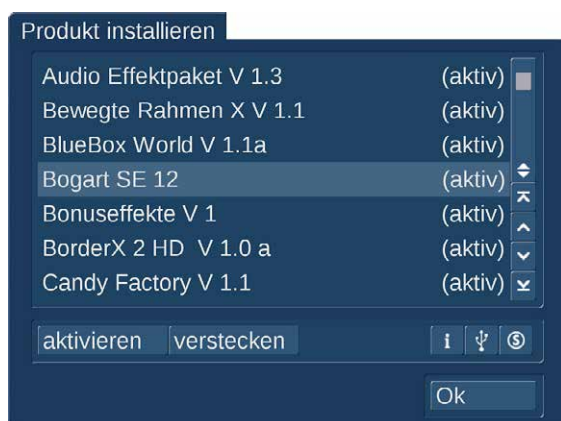 Produkt installieren
Audio Effektpaket V 1.3 (aktiv)
Bewegte Rahmen X V 1.1 (aktiv)
BlueBox World V 1.1a (aktiv)
Bogart SE 12 (aktiv)
Bonuseffekte V 1 (aktiv)
BorderX 2 HD  V 1.0 a (aktiv)
Candy Factory V 1.1 (aktiv)
aktivieren verstecken i
Ok